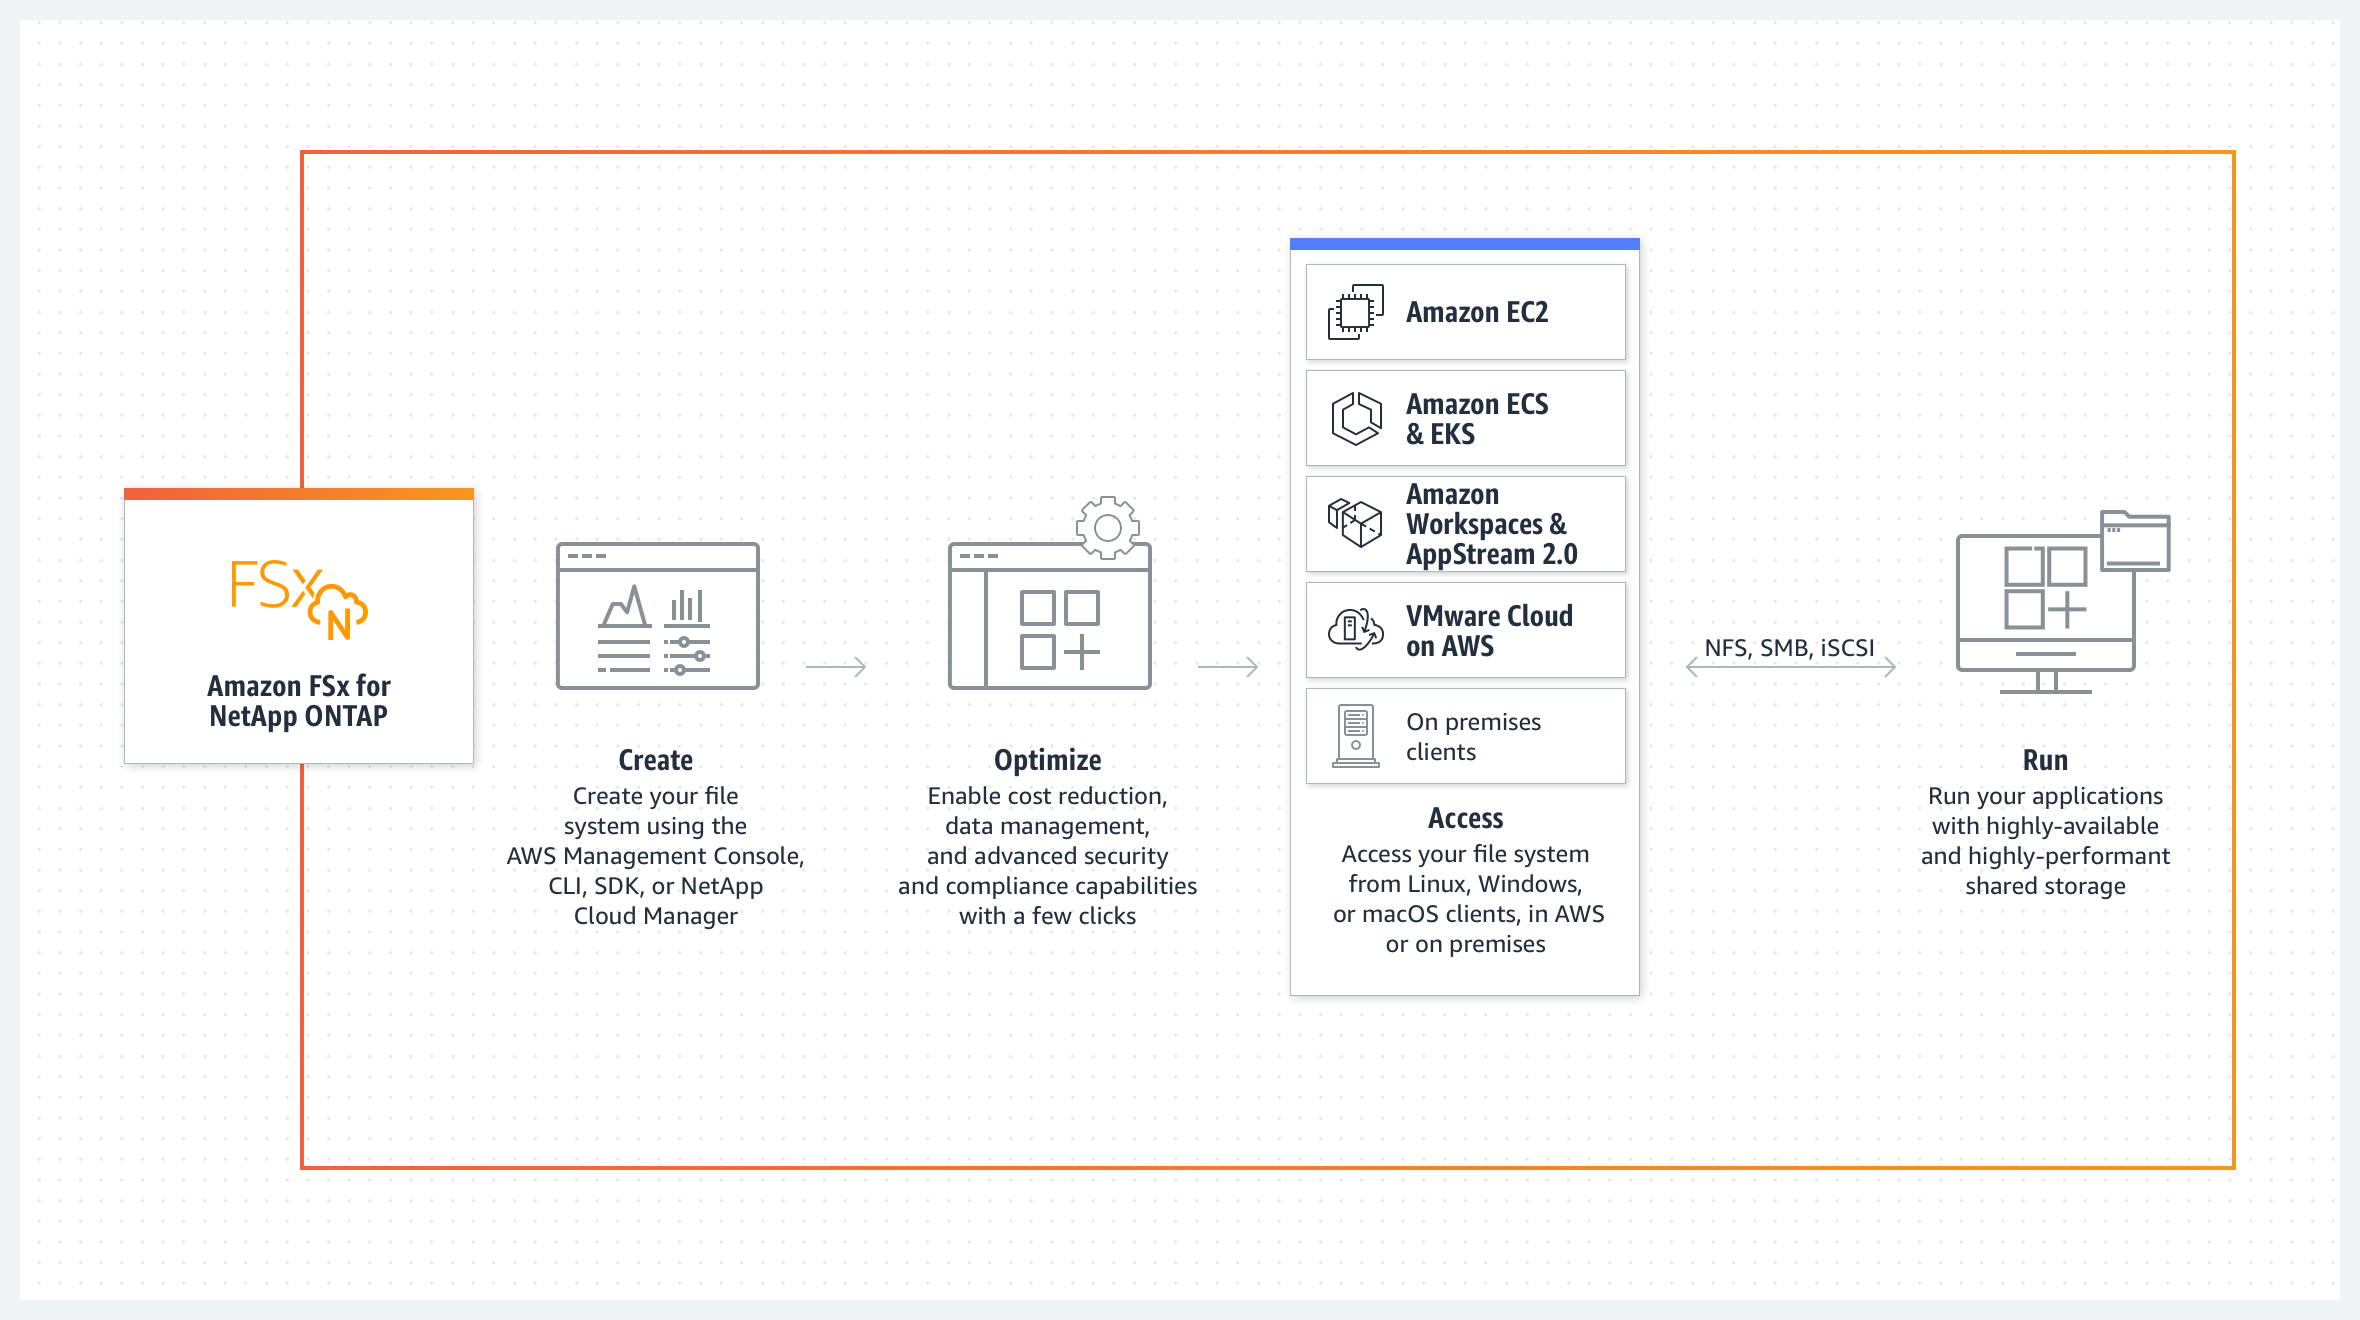 FSx
N
Amazon FSx for
NetApp ONTAP
Create
Create your file
system using the
AWS Management Console,
CLI, SDK, or NetApp
Cloud Manager
Optimize
Enable cost reduction,
data management,
and advanced security
and compliance capabilities
with a few clicks
Amazon EC2
Amazon ECS
& EKS
Amazon
Workspaces &
AppStream 2.0
VMware Cloud
on AWS
On premises
clients
Access
Access your file system
from Linux, Windows,
or macOS clients, in AWS
or on premises
NFS, SMB, iSCSI
Run
Run your applications
with highly-available
and highly-performant
shared storage